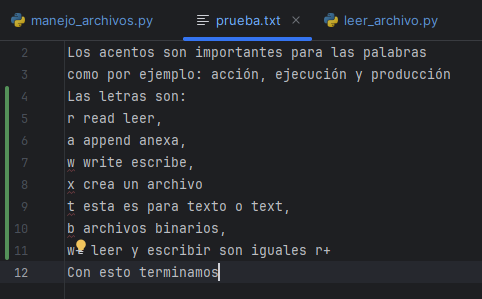 manejo_archivos.py prueba.txt leer_archivo.py
2 Los acentos son importantes para las palabras
3 como por ejemplo: acción, ejecución y producción
4 Las letras son:
5 r read leer,
6 a append anexa,
7 w write escribe,
8 x crea un archivo
9 t esta es para texto o text,
10 b archivos binarios,
11 w+ leer y escribir son iguales r+
12 Con esto terminamos